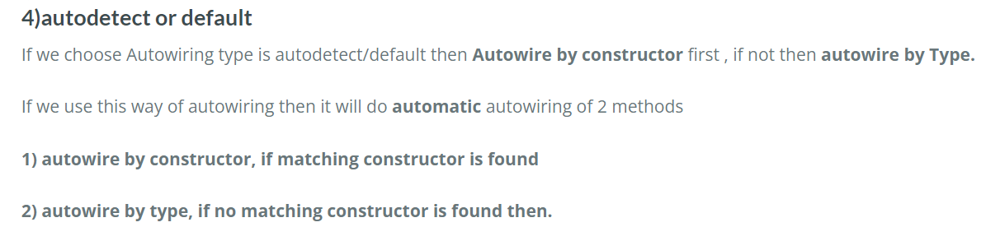 4)autodetect or default
If we choose Autowiring type is autodetect/default then Autowire by constructor first , if not then autowire by Type.
If we use this way of autowiring then it will do automatic autowiring of 2 methods
1) autowire by constructor, if matching constructor is found
2) autowire by type, if no matching constructor is found then.